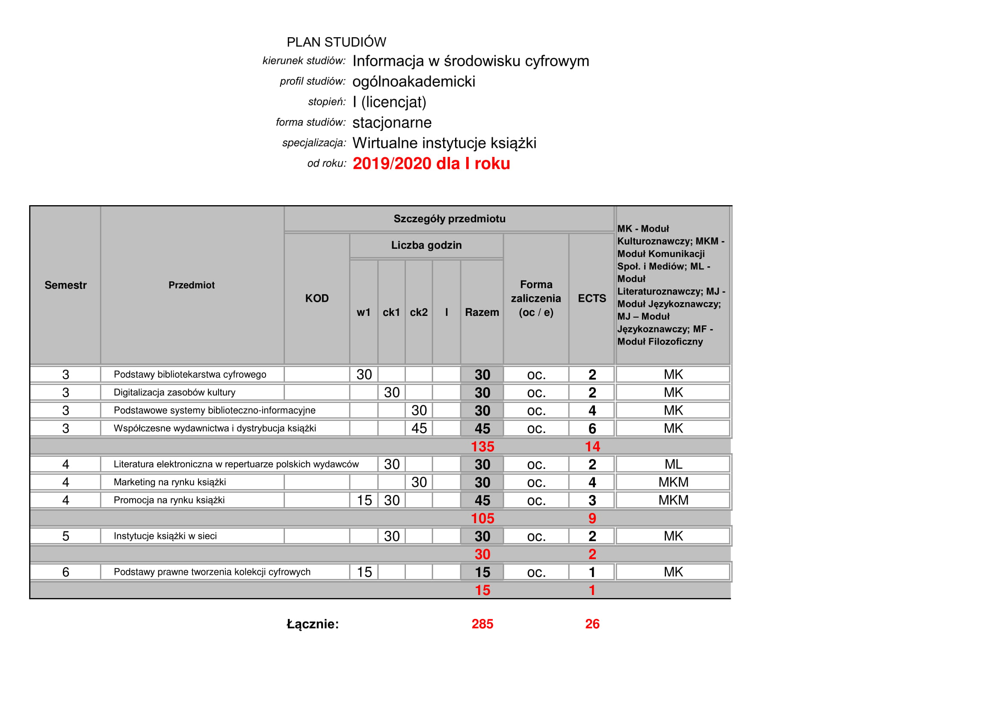 PLAN STUDIÓW
kierunek studiów: Informacja w środowisku cyfrowym
profil studiów: ogólnoakademicki
stopień: I (licencjat)
forma studiów: stacjonarne
specjalizacja: Wirtualne instytucje książki
od roku: 2019/2020 dla I roku
Semestr
Przedmiot
Szczegóły przedmiotu
KOD
Liczba godzin
w1 ck1 ck2 l Razem
Forma
zaliczenia
(oc / e)
ECTS
MK - Moduł
Kulturoznawczy; MKM -
Moduł Komunikacji
Społ. i Mediów; ML -
Moduł
Literaturoznawczy; MJ -
Moduł Językoznawczy;
MJ – Moduł
Językoznawczy; MF -
Moduł Filozoficzny
3 Podstawy bibliotekarstwa cyfrowego 30 30 oc. 2 MK
3 Digitalizacja zasobów kultury 30 30 oc. 2 MK
3 Podstawowe systemy biblioteczno-informacyjne 30 30 oc. 4 MK
3 Współczesne wydawnictwa i dystrybucja książki 45 45 oc. 6 MK
135 14
4 Literatura elektroniczna w repertuarze polskich wydawców 30 30 oc. 2 ML
4 Marketing na rynku książki 30 30 oc. 4 MKM
4 Promocja na rynku książki 15 30 45 oc. 3 MKM
105 9
5 Instytucje książki w sieci 30 30 oc. 2 MK
30 2
6 Podstawy prawne tworzenia kolekcji cyfrowych 15 15 oc. 1 MK
15 1
Łącznie: 285 26